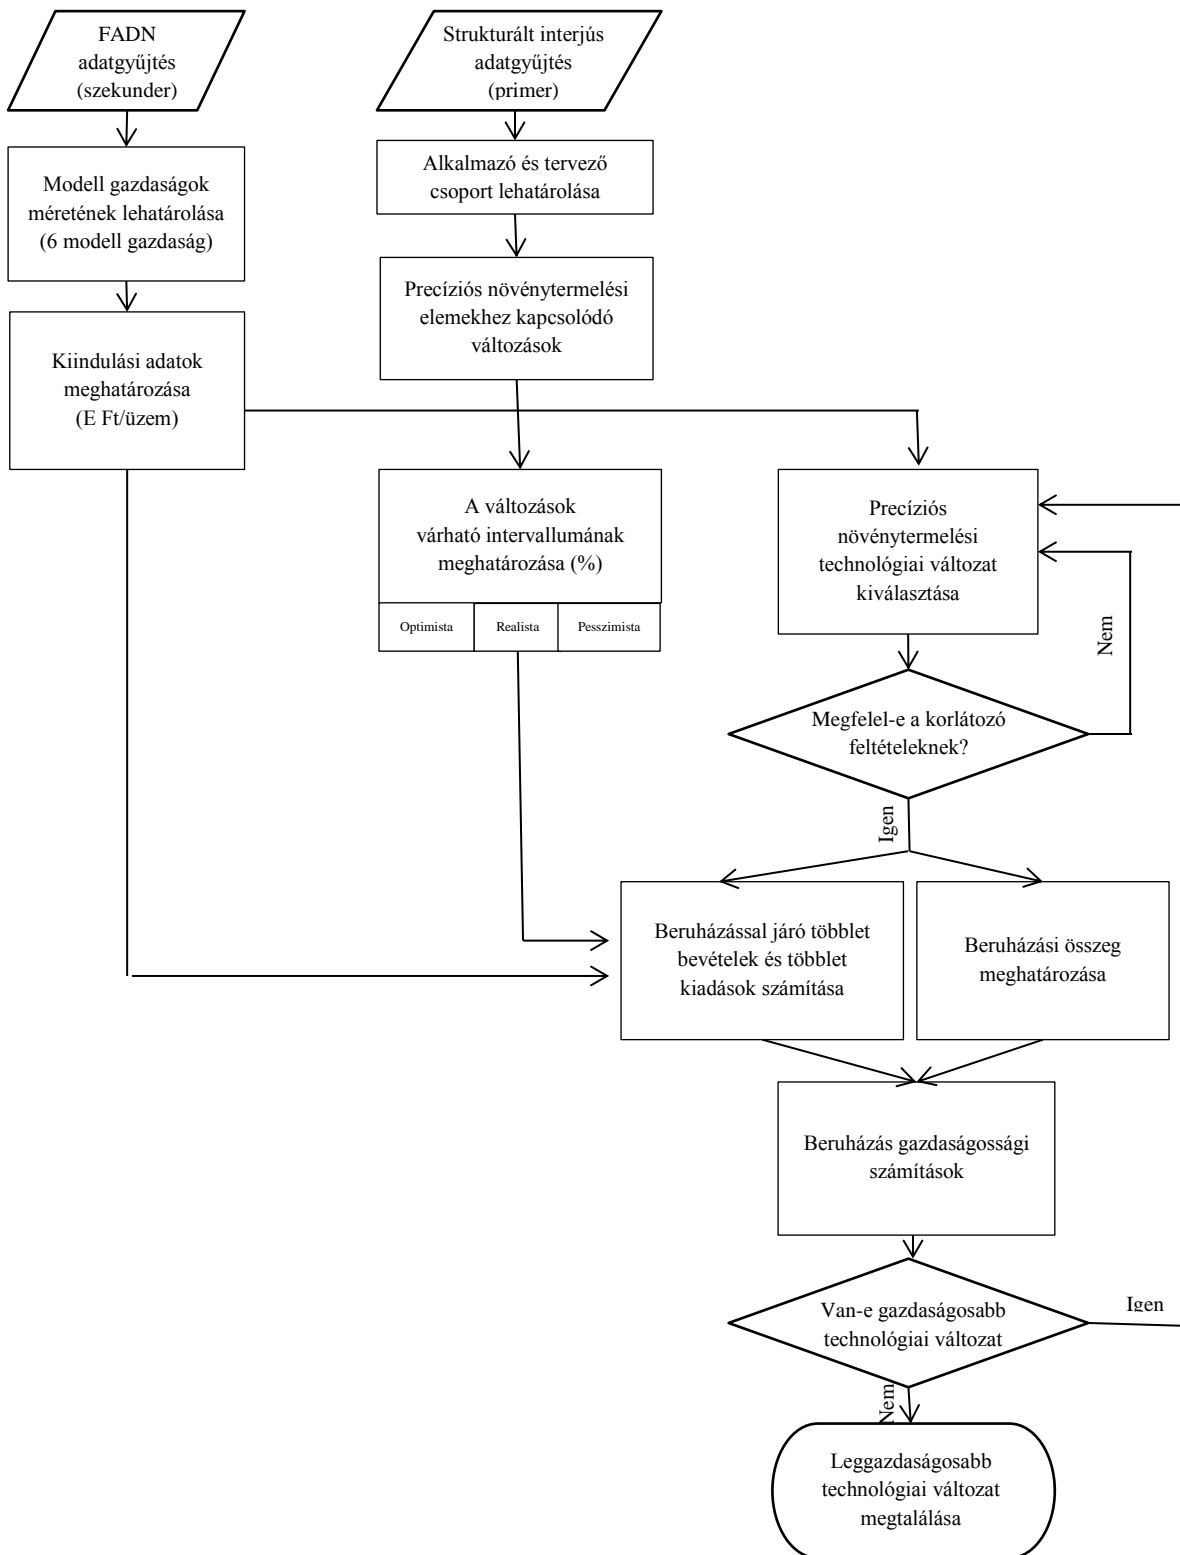 FADN
adatgyűjtés
(szekunder)
Strukturált interjús
adatgyűjtés
(primer)
Modell gazdaságok
méretének lehatárolása
(6 modell gazdaság)
Alkalmazó és tervező
csoport lehatárolása
Kiindulási adatok
meghatározása
(E Ft/üzem)
Precíziós növénytermelési
elemekhez kapcsolódó
változások
A változások
várható intervallumának
meghatározása (%)
Optimista
Realista
Pesszimista
Precíziós
növénytermelési
technológiai változat
kiválasztása
Nem
Megfelel-e a korlátozó
feltételeknek?
Igen
Beruházással járó többlet
bevételek és többlet
kiadások számítása
Beruházási összeg
meghatározása
Beruházás gazdaságossági
számítások
Van-e gazdaságosabb
technológiai változat
Igen
Nem
Leggazdaságosabb
technológiai változat
megtalálása